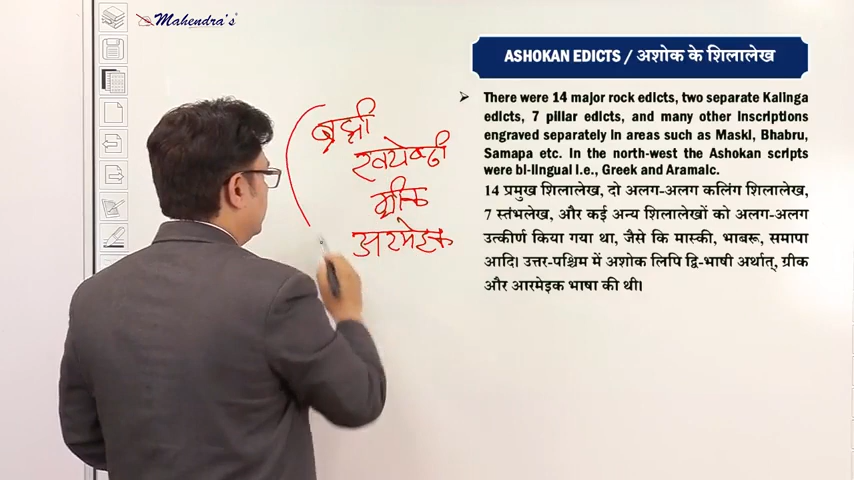 Mahendra's
ASHOKAN EDICTS / अशोक के शिलालेख
➤ There were 14 major rock edicts, two separate Kalinga
edicts, 7 pillar edicts, and many other inscriptions
engraved separately in areas such as Maski, Bhabru,
Samapa etc. In the north-west the Ashokan scripts
were bi-lingual i.e., Greek and Aramaic.
14 प्रमुख शिलालेख, दो अलग-अलग कलिंग शिलालेख,
7 स्तंभलेख, और कई अन्य शिलालेखों को अलग-अलग
उत्कीर्ण किया गया था, जैसे कि मास्की, भाबरू, समापा
आदि। उत्तर-पश्चिम में अशोक लिपि द्वि-भाषी अर्थात्, ग्रीक
और आरमेइक भाषा की थी।
ब्रह्मी
ग्रीक
अरमेइक